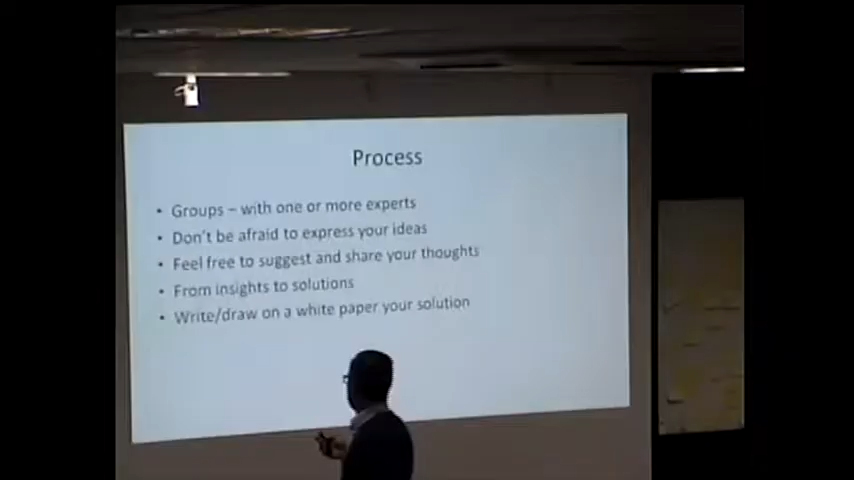 Process
• Groups – with one or more experts
• Don't be afraid to express your ideas
• Feel free to suggest and share your thoughts
• From insights to solutions
• Write/draw on a white paper your solution